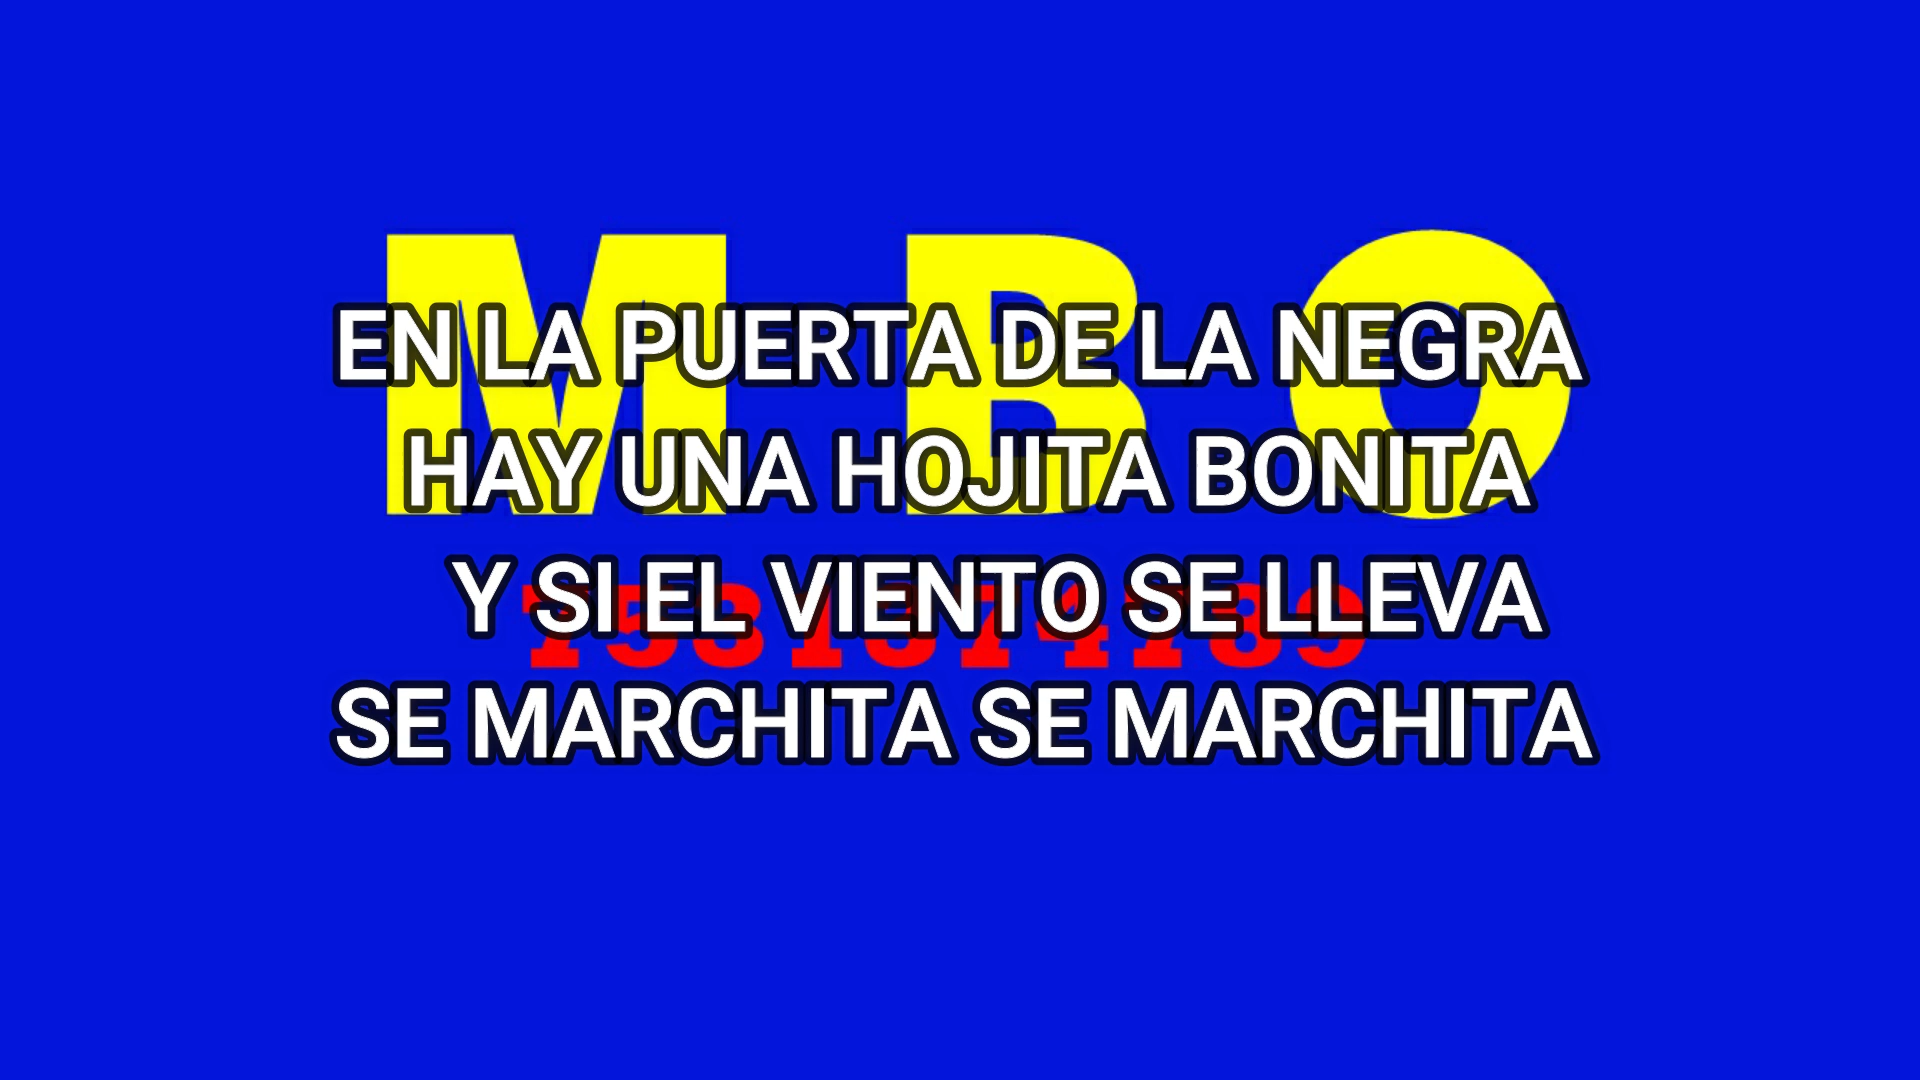 M B O
EN LA PUERTA DE LA NEGRA
HAY UNA HOJITA BONITA
Y SI EL VIENTO SE LLEVA
SE MARCHITA SE MARCHITA